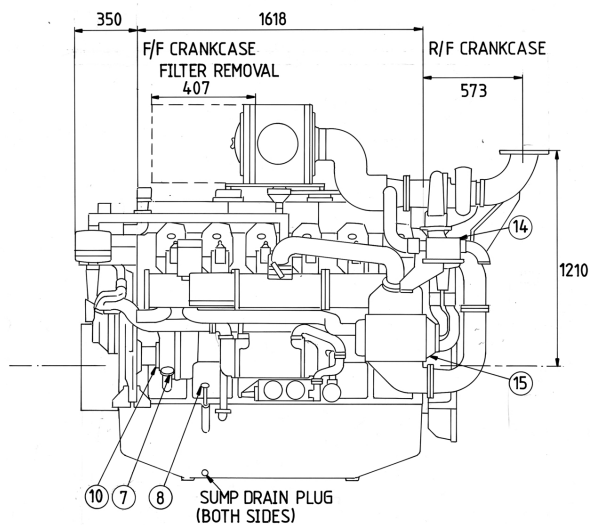 350
1618
F/F CRANKCASE
R/F CRANKCASE
FILTER REMOVAL
407
573
14
1210
15
10
7
8
SUMP DRAIN PLUG
(BOTH SIDES)